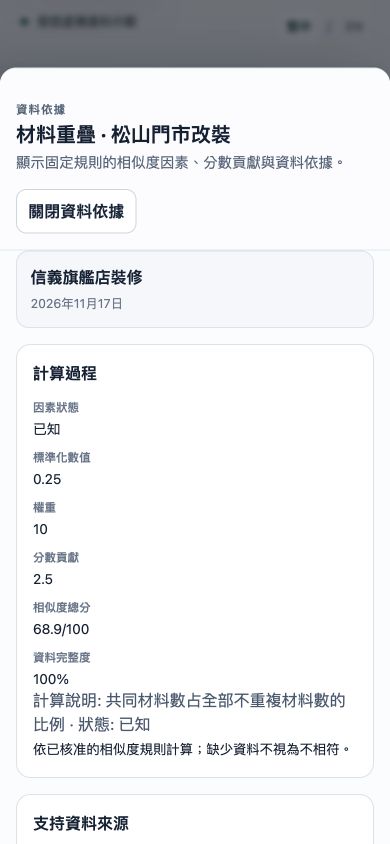 資料依據
材料重疊 · 松山門市改裝
顯示固定規則的相似度因素、分數貢獻與資料依據。
關閉資料依據
信義旗艦店裝修
2026年11月17日
計算過程
因素狀態
已知
標準化數值
0.25
權重
10
分數貢獻
2.5
相似度總分
68.9/100
資料完整度
100%
計算說明: 共同材料數占全部不重複材料數的
比例 · 狀態: 已知
依已核准的相似度規則計算；缺少資料不視為不相符。
支持資料來源